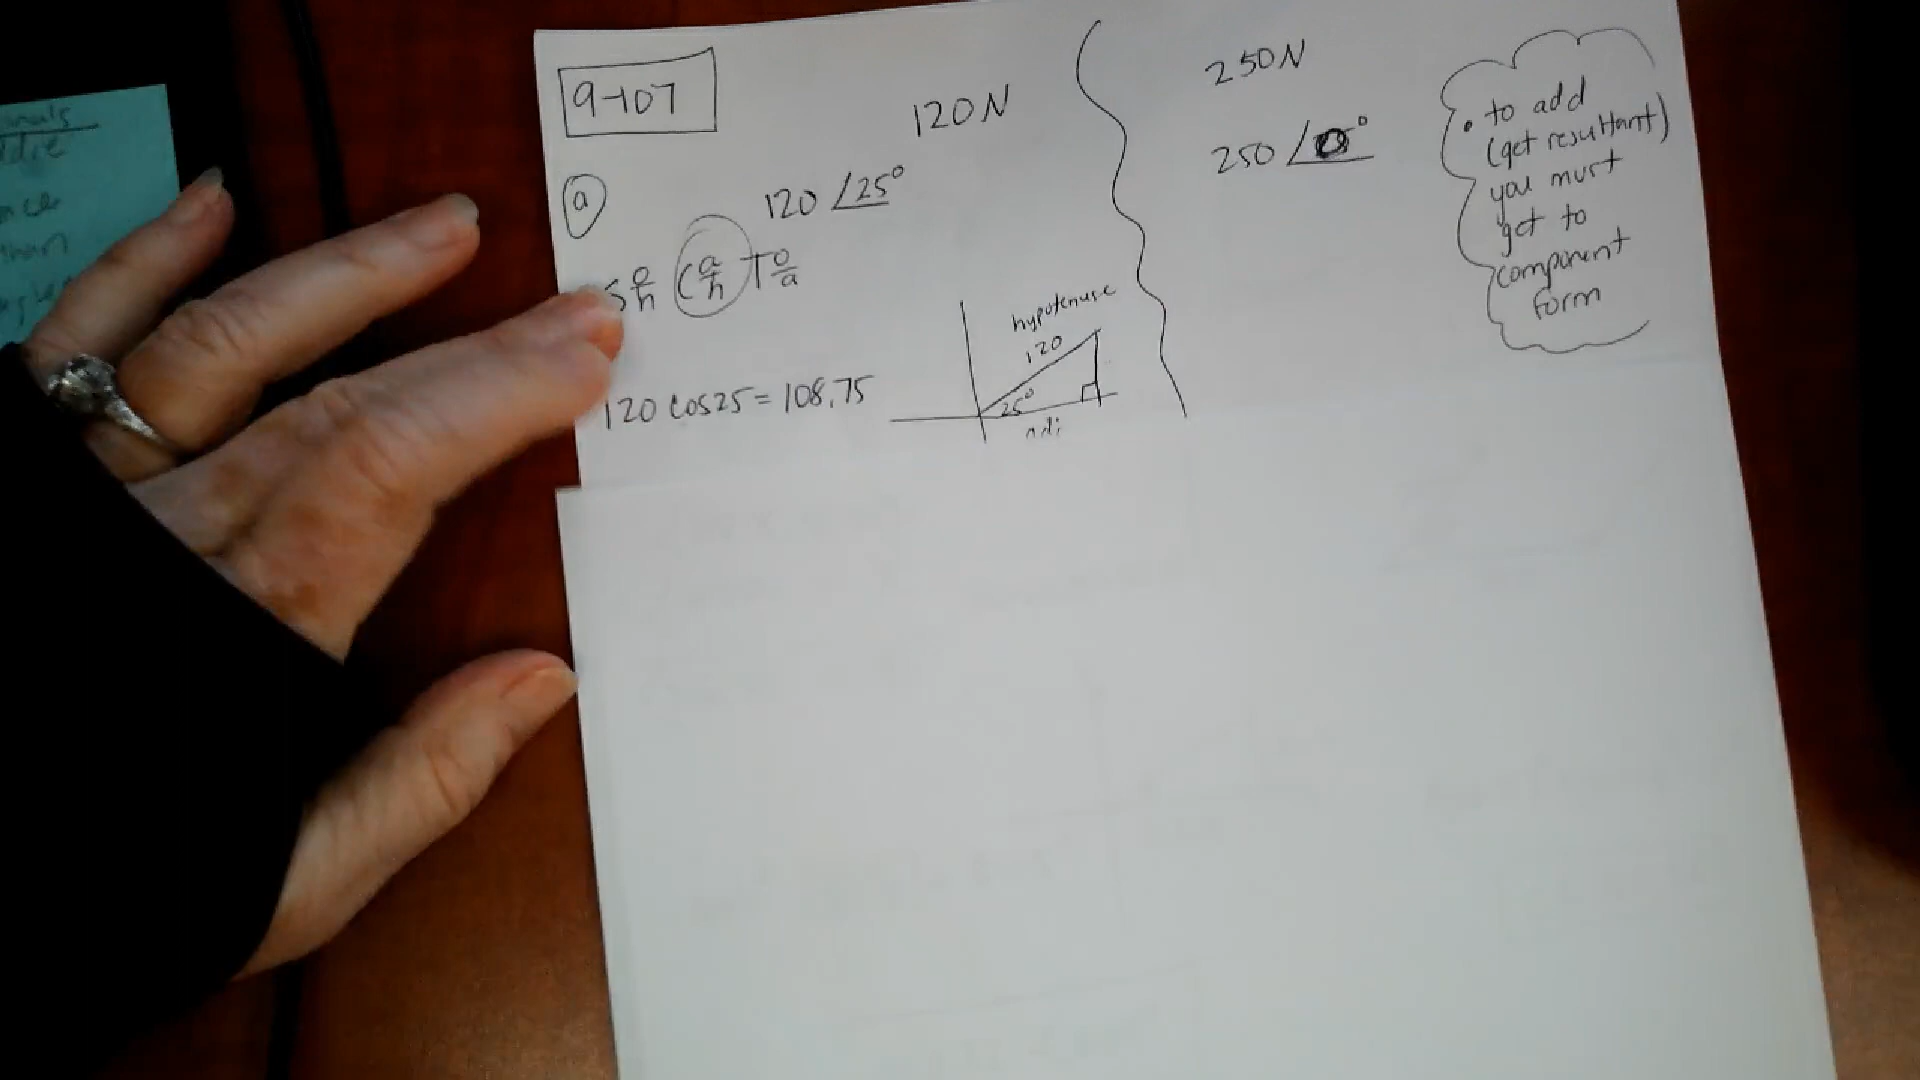 9-107
120N
250N
a
120 ∠25°
250 ∠0°
S o/h C a/h T o/a
120 cos25 = 108.75
hypotenuse
120
25°
adj
• to add
(get resultant)
you must
get to
component
form